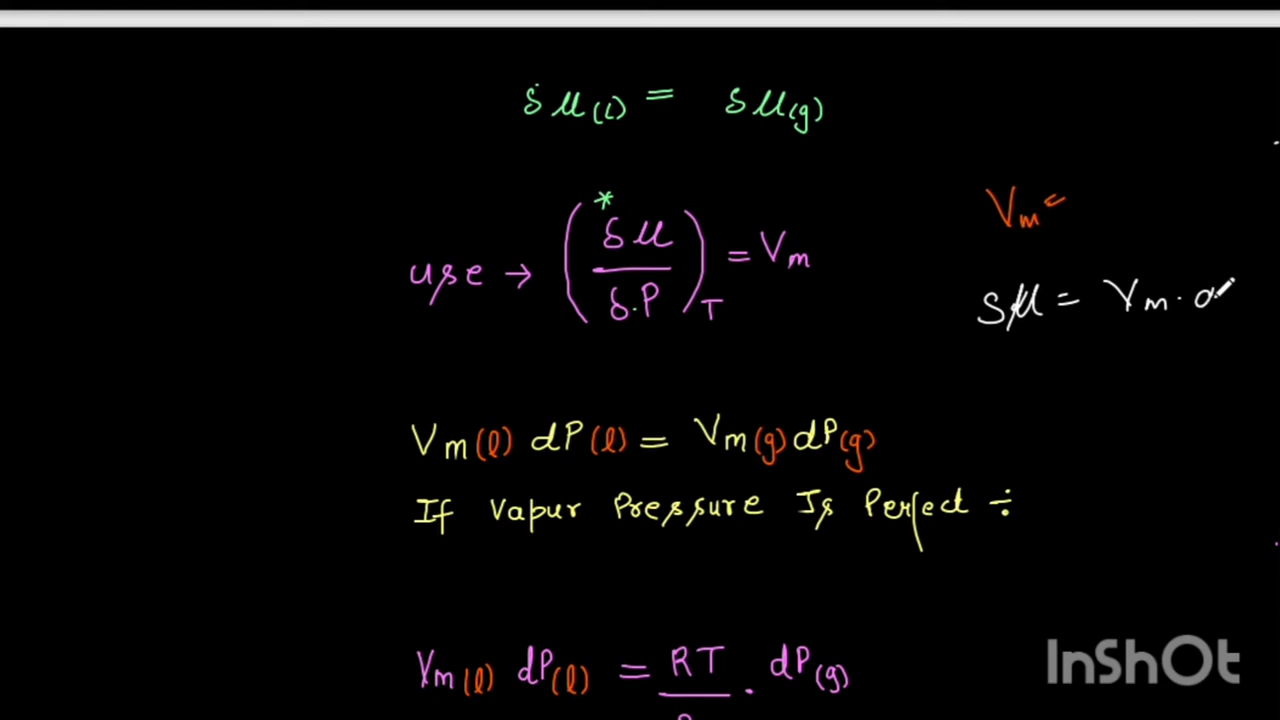 δμ(l) = δμ(g)
Vm =
use → (*δμ/δ.P)T = Vm
δμ = Vm.
Vm(l) dP(l) = Vm(g) dP(g)
If Vapur Pressure Is Perfect ÷
Vm(l) dP(l) = RT/ . dP(g)
InShOt